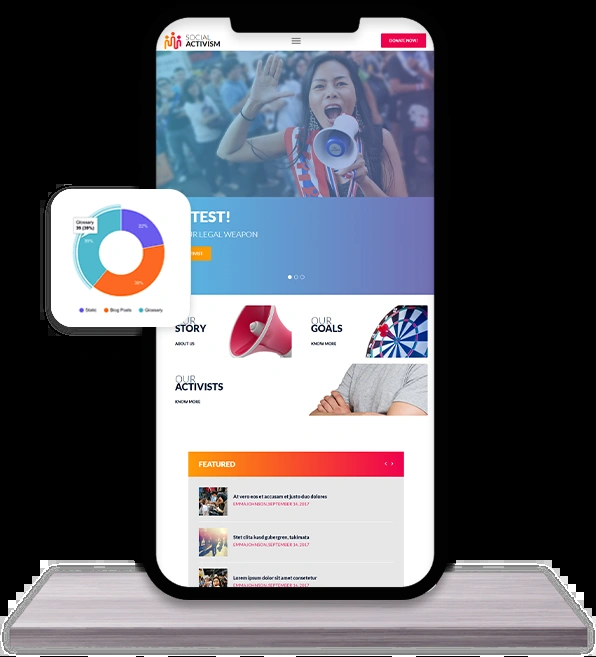 SOCIAL
ACTIVISM
DONATE NOW!
TEST!
UR LEGAL WEAPON
Glossary
39 (39%)
22%
39%
39%
Static
Blog Posts
Glossary
OUR
STORY
ABOUT US
OUR
GOALS
KNOW MORE
OUR
ACTIVISTS
KNOW MORE
FEATURED
At vero eos et accusam et justo duo dolores
EMMA JOHNSON, SEPTEMBER 14, 2017
Stet clita kasd gubergren, takimata
EMMA JOHNSON, SEPTEMBER 14, 2017
Lorem ipsum dolor sit amet consetetur
EMMA JOHNSON, SEPTEMBER 14, 2017